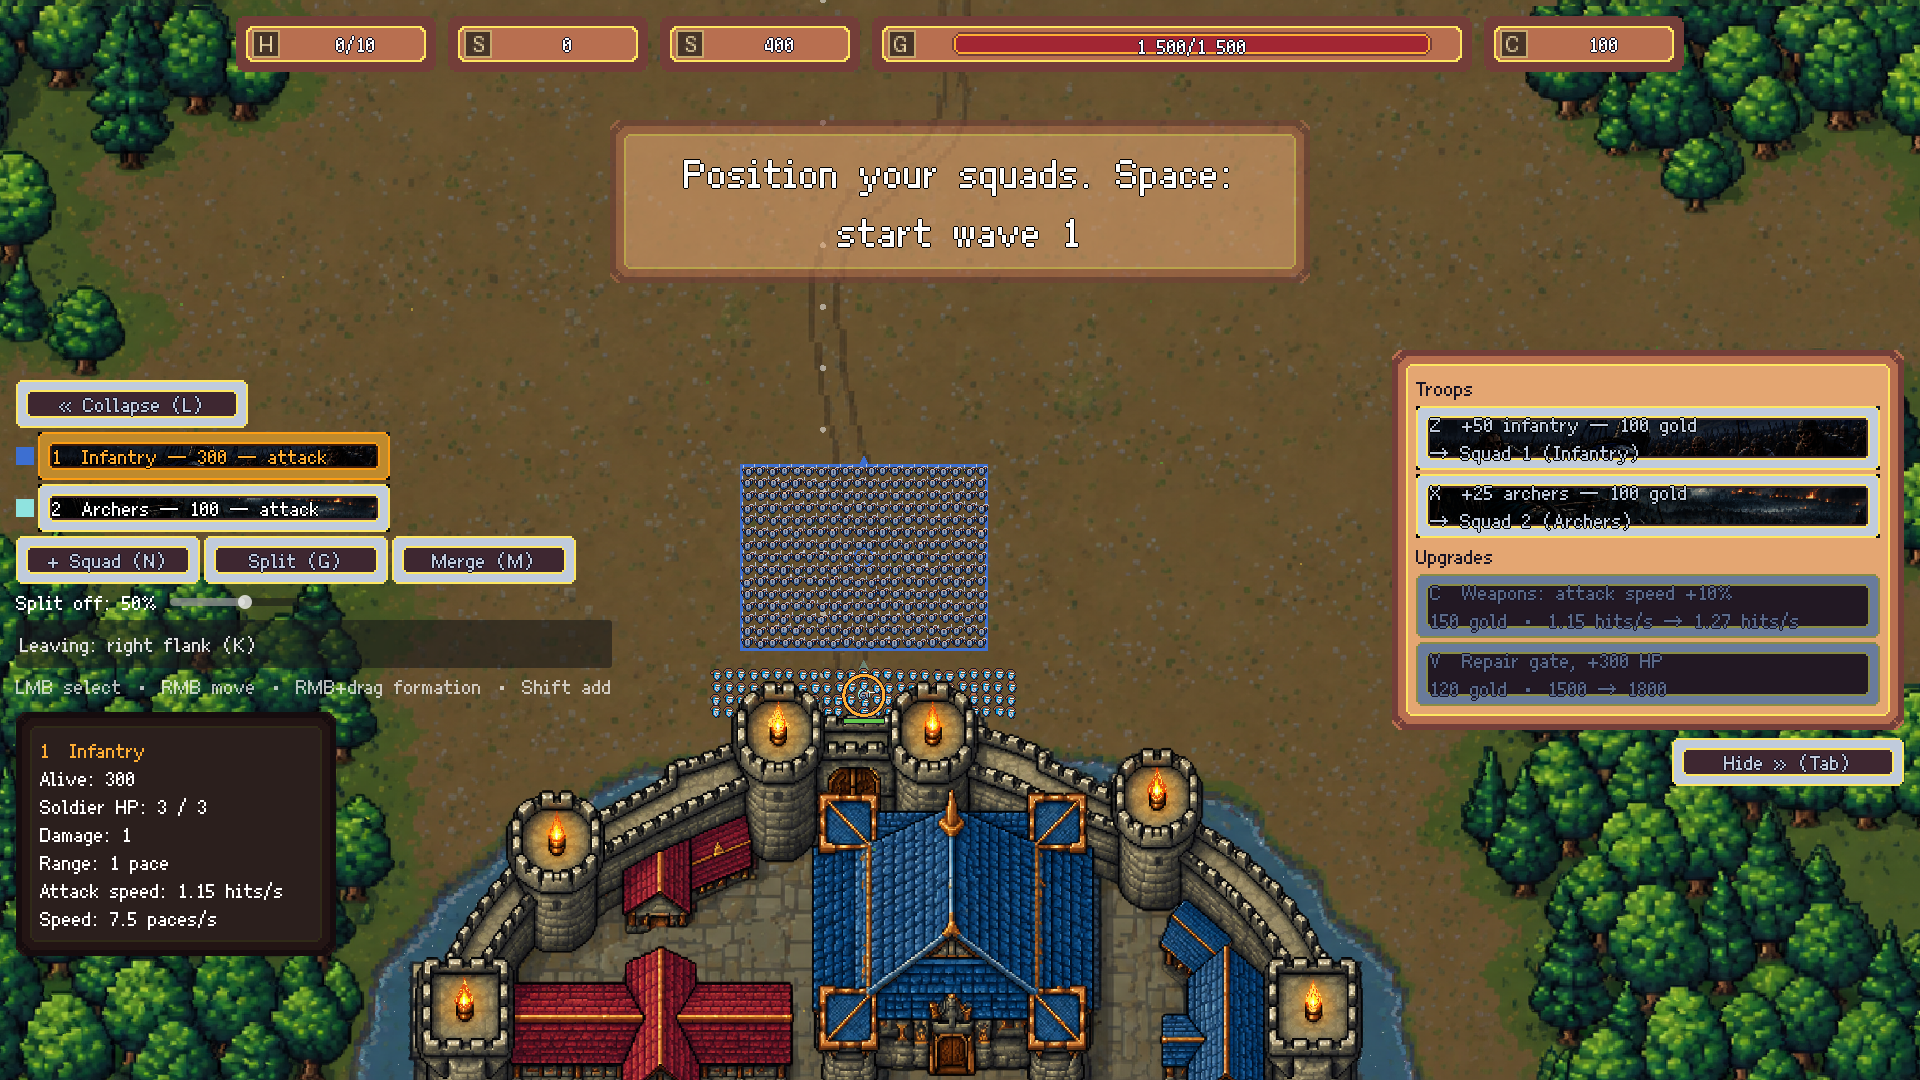 H 0/10
S 0
S 400
G 1 500/1 500
C 100
Position your squads. Space:
start wave 1
« Collapse (L)
1 Infantry — 300 — attack
2 Archers — 100 — attack
+ Squad (N)
Split (G)
Merge (M)
Split off: 50%
Leaving: right flank (K)
LMB select · RMB move · RMB+drag formation · Shift add
1 Infantry
Alive: 300
Soldier HP: 3 / 3
Damage: 1
Range: 1 pace
Attack speed: 1.15 hits/s
Speed: 7.5 paces/s
Troops
Z +50 infantry — 100 gold
→ Squad 1 (Infantry)
X +25 archers — 100 gold
→ Squad 2 (Archers)
Upgrades
C Weapons: attack speed +10%
150 gold · 1.15 hits/s → 1.27 hits/s
V Repair gate, +300 HP
120 gold · 1500 → 1800
Hide » (Tab)